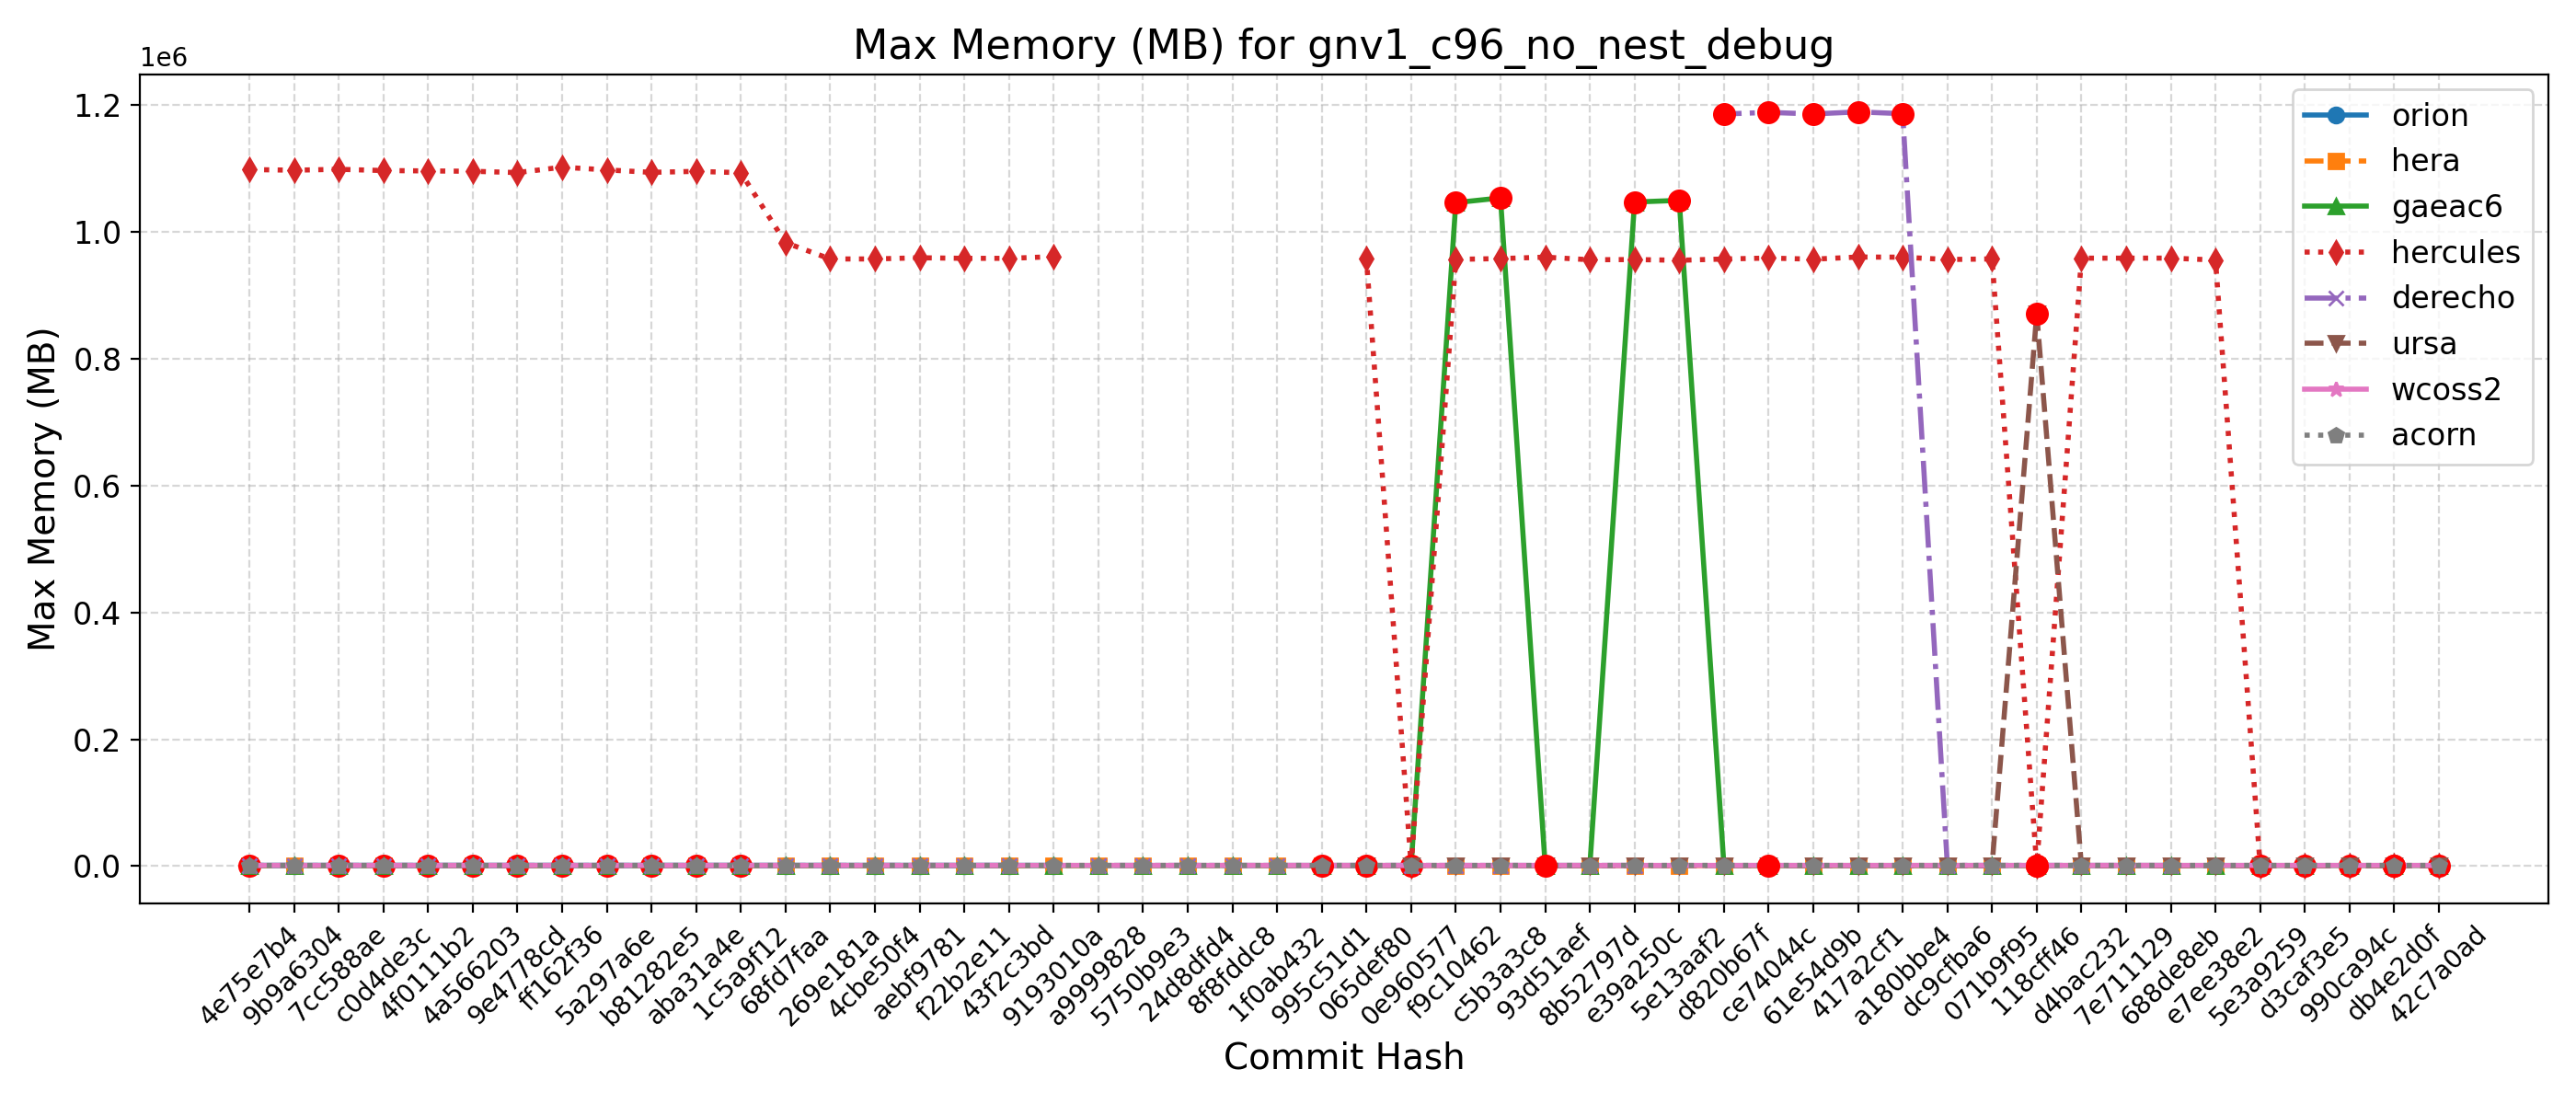 Max Memory (MB) for gnv1_c96_no_nest_debug
1e6
1.2
1.0
0.8
0.6
0.4
0.2
0.0
Max Memory (MB)
orion
hera
gaeac6
hercules
derecho
ursa
wcoss2
acorn
4e75e7b4
9b9a6304
7cc588ae
c0d4de3c
4f0111b2
4a566203
9e4778cd
ff162f36
5a297a6e
b81282e5
aba31a4e
1c5a9f12
68fd7faa
269e181a
4cbe50f4
aebf9781
f22b2e11
43f2c3bd
9193010a
a9999828
5750b9e3
24d8dfd4
8f8fddc8
1f0ab432
995c51d1
065def80
0e960577
f9c10462
c5b3a3c8
93d51aef
8b52797d
e39a250c
5e13aaf2
d820b67f
ce74044c
61e54d9b
417a2cf1
a180bbe4
dc9cfba6
071b9f95
118cff46
d4bac232
7e711129
688de8eb
e7ee38e2
5e3a9259
d3caf3e5
990ca94c
db4e2d0f
42c7a0ad
Commit Hash